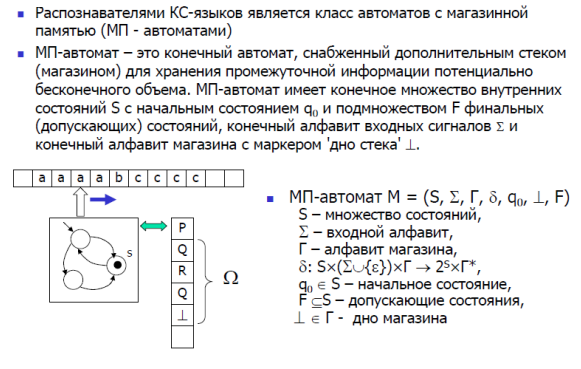 Распознавателями КС-языков является класс автоматов с магазинной
памятью (МП - автоматами)
МП-автомат – это конечный автомат, снабженный дополнительным стеком
(магазином) для хранения промежуточной информации потенциально
бесконечного объема. МП-автомат имеет конечное множество внутренних
состояний S с начальным состоянием q₀ и подмножеством F финальных
(допускающих) состояний, конечный алфавит входных сигналов Σ и
конечный алфавит магазина с маркером 'дно стека' ⊥.
a a a a b c c c c
S
P
Q
R
Q
⊥
Ω
МП-автомат M = (S, Σ, Γ, δ, q₀, ⊥, F)
S – множество состояний,
Σ – входной алфавит,
Γ – алфавит магазина,
δ: S×(Σ∪{ε})×Γ → 2ˢ×Γ*,
q₀ ∈ S – начальное состояние,
F ⊆S – допускающие состояния,
⊥ ∈ Γ - дно магазина